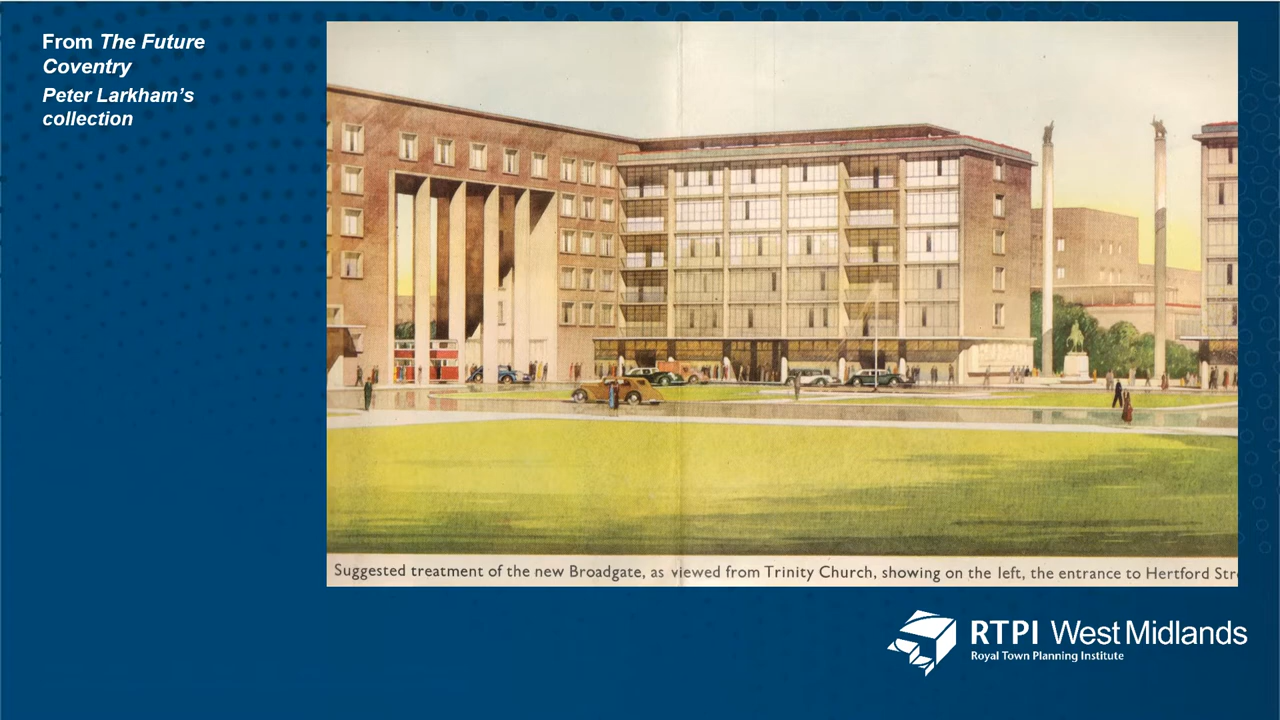 From The Future
Coventry
Peter Larkham's
collection
Suggested treatment of the new Broadgate, as viewed from Trinity Church, showing on the left, the entrance to Hertford Str
RTPI West Midlands
Royal Town Planning Institute